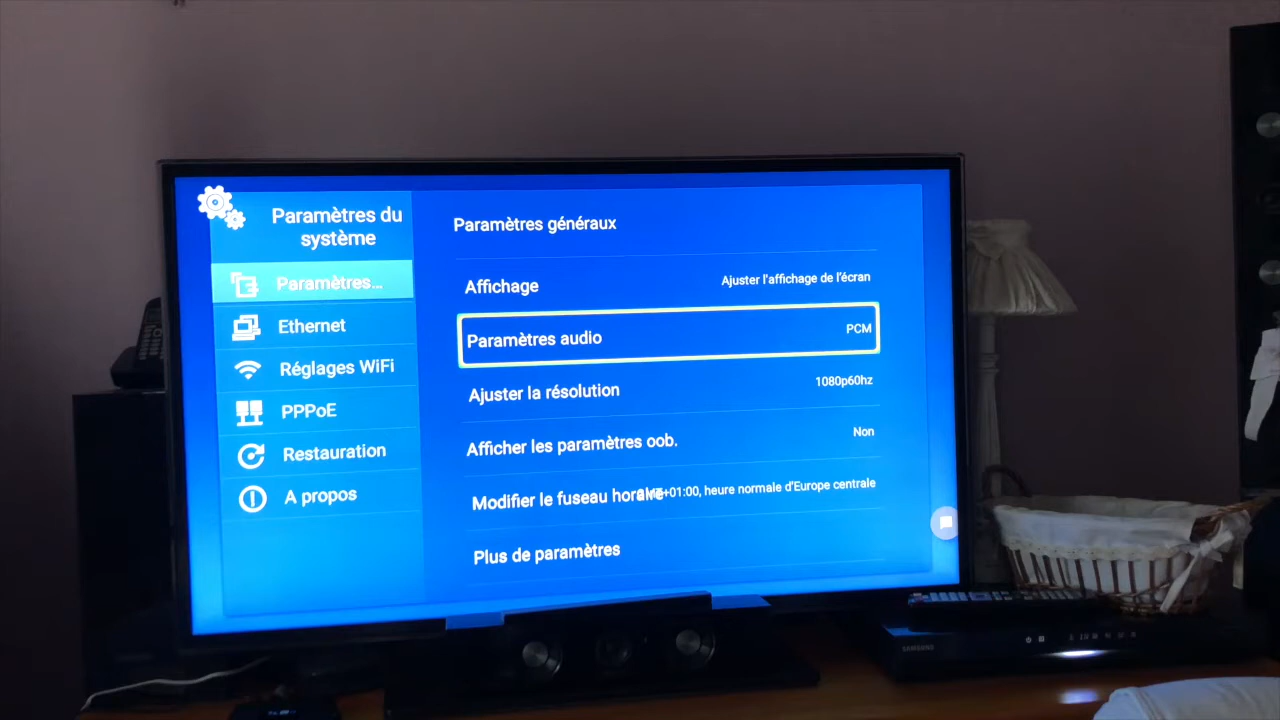 Paramètres du
système
Paramètres...
Ethernet
Réglages WiFi
PPPoE
Restauration
A propos
Paramètres généraux
Affichage Ajuster l'affichage de l'écran
Paramètres audio PCM
Ajuster la résolution 1080p60hz
Afficher les paramètres oob. Non
Modifier le fuseau horaire +01:00, heure normale d'Europe centrale
Plus de paramètres
SAMSUNG